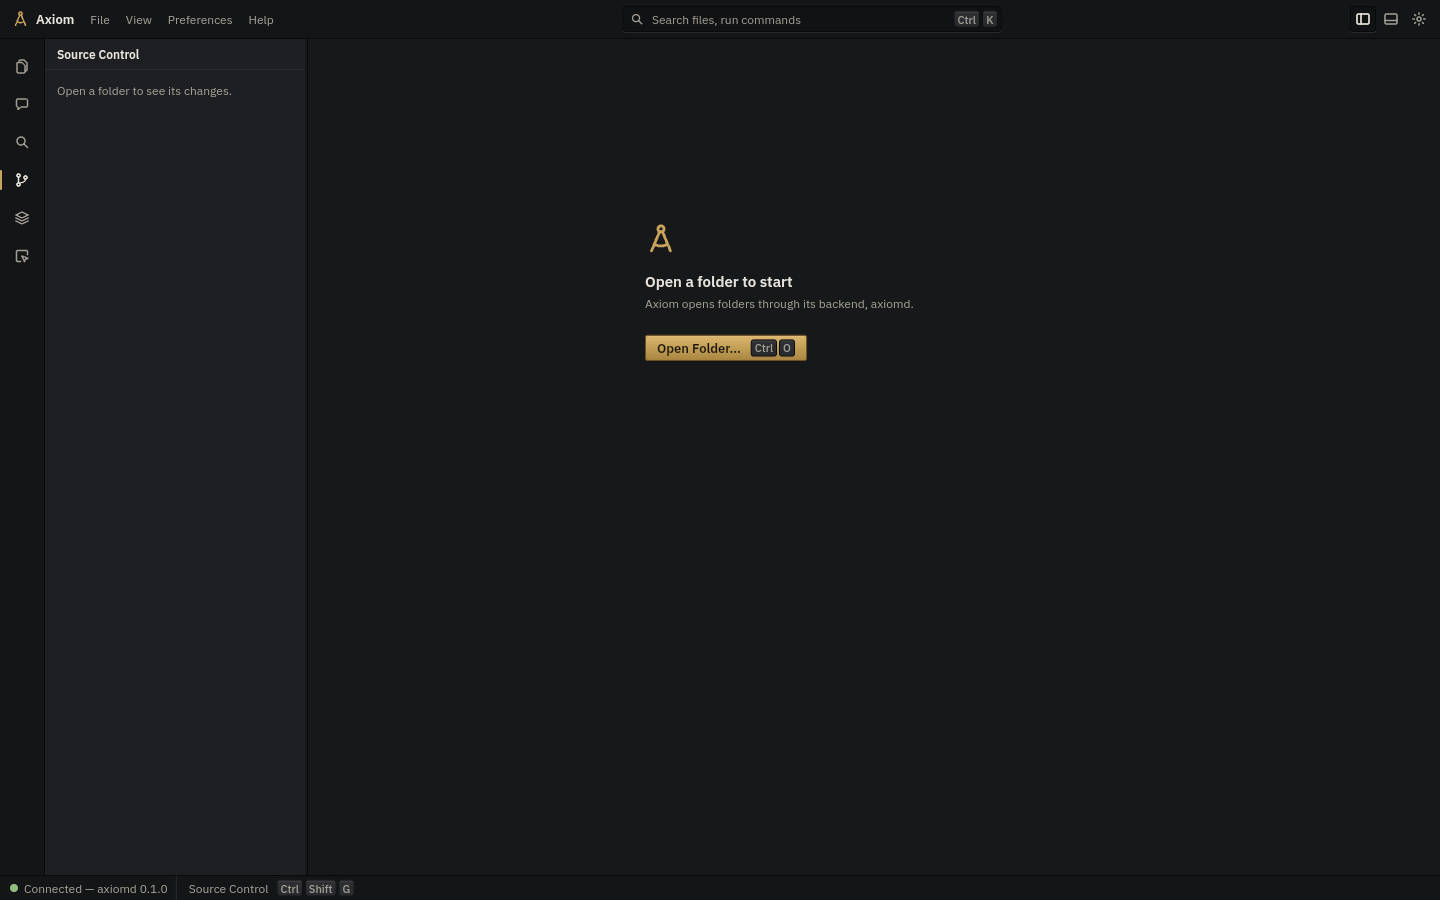 Axiom File View Preferences Help Search files, run commands Ctrl K
Source Control
Open a folder to see its changes.
Open a folder to start
Axiom opens folders through its backend, axiomd.
Open Folder... Ctrl O
Connected — axiomd 0.1.0 Source Control Ctrl Shift G